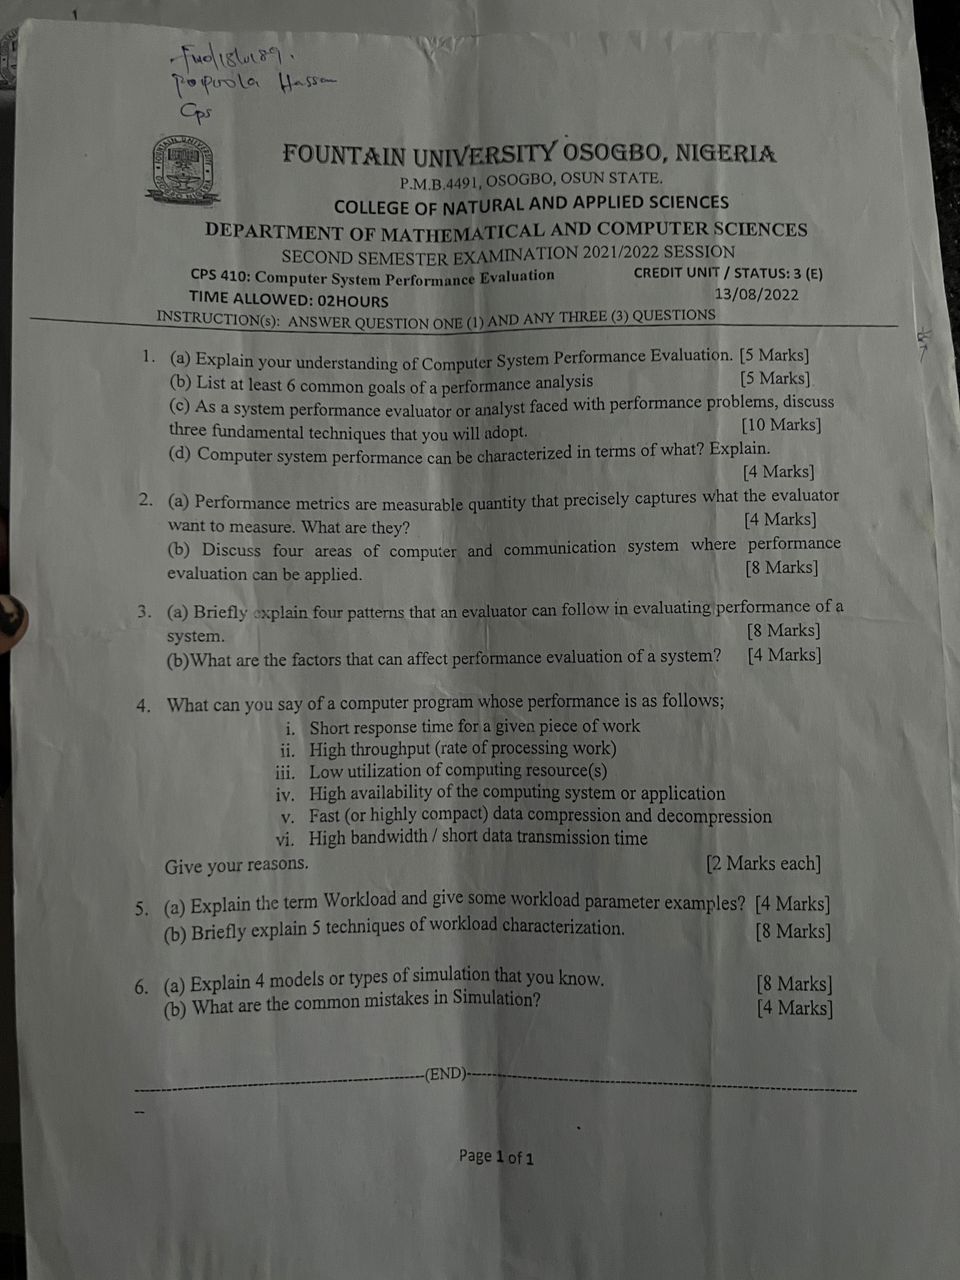 Popoola Hassan
Cps
FOUNTAIN UNIVERSITY OSOGBO, NIGERIA
P.M.B.4491, OSOGBO, OSUN STATE.
COLLEGE OF NATURAL AND APPLIED SCIENCES
DEPARTMENT OF MATHEMATICAL AND COMPUTER SCIENCES
SECOND SEMESTER EXAMINATION 2021/2022 SESSION
CPS 410: Computer System Performance Evaluation CREDIT UNIT / STATUS: 3 (E)
TIME ALLOWED: 02HOURS 13/08/2022
INSTRUCTION(s): ANSWER QUESTION ONE (1) AND ANY THREE (3) QUESTIONS
1. (a) Explain your understanding of Computer System Performance Evaluation. [5 Marks]
(b) List at least 6 common goals of a performance analysis [5 Marks]
(c) As a system performance evaluator or analyst faced with performance problems, discuss
three fundamental techniques that you will adopt. [10 Marks]
(d) Computer system performance can be characterized in terms of what? Explain.
[4 Marks]
2. (a) Performance metrics are measurable quantity that precisely captures what the evaluator
want to measure. What are they? [4 Marks]
(b) Discuss four areas of computer and communication system where performance
evaluation can be applied. [8 Marks]
3. (a) Briefly explain four patterns that an evaluator can follow in evaluating performance of a
system. [8 Marks]
(b)What are the factors that can affect performance evaluation of a system? [4 Marks]
4. What can you say of a computer program whose performance is as follows;
i. Short response time for a given piece of work
ii. High throughput (rate of processing work)
iii. Low utilization of computing resource(s)
iv. High availability of the computing system or application
v. Fast (or highly compact) data compression and decompression
vi. High bandwidth / short data transmission time
Give your reasons. [2 Marks each]
5. (a) Explain the term Workload and give some workload parameter examples? [4 Marks]
(b) Briefly explain 5 techniques of workload characterization. [8 Marks]
6. (a) Explain 4 models or types of simulation that you know. [8 Marks]
(b) What are the common mistakes in Simulation? [4 Marks]
(END)
Page 1 of 1